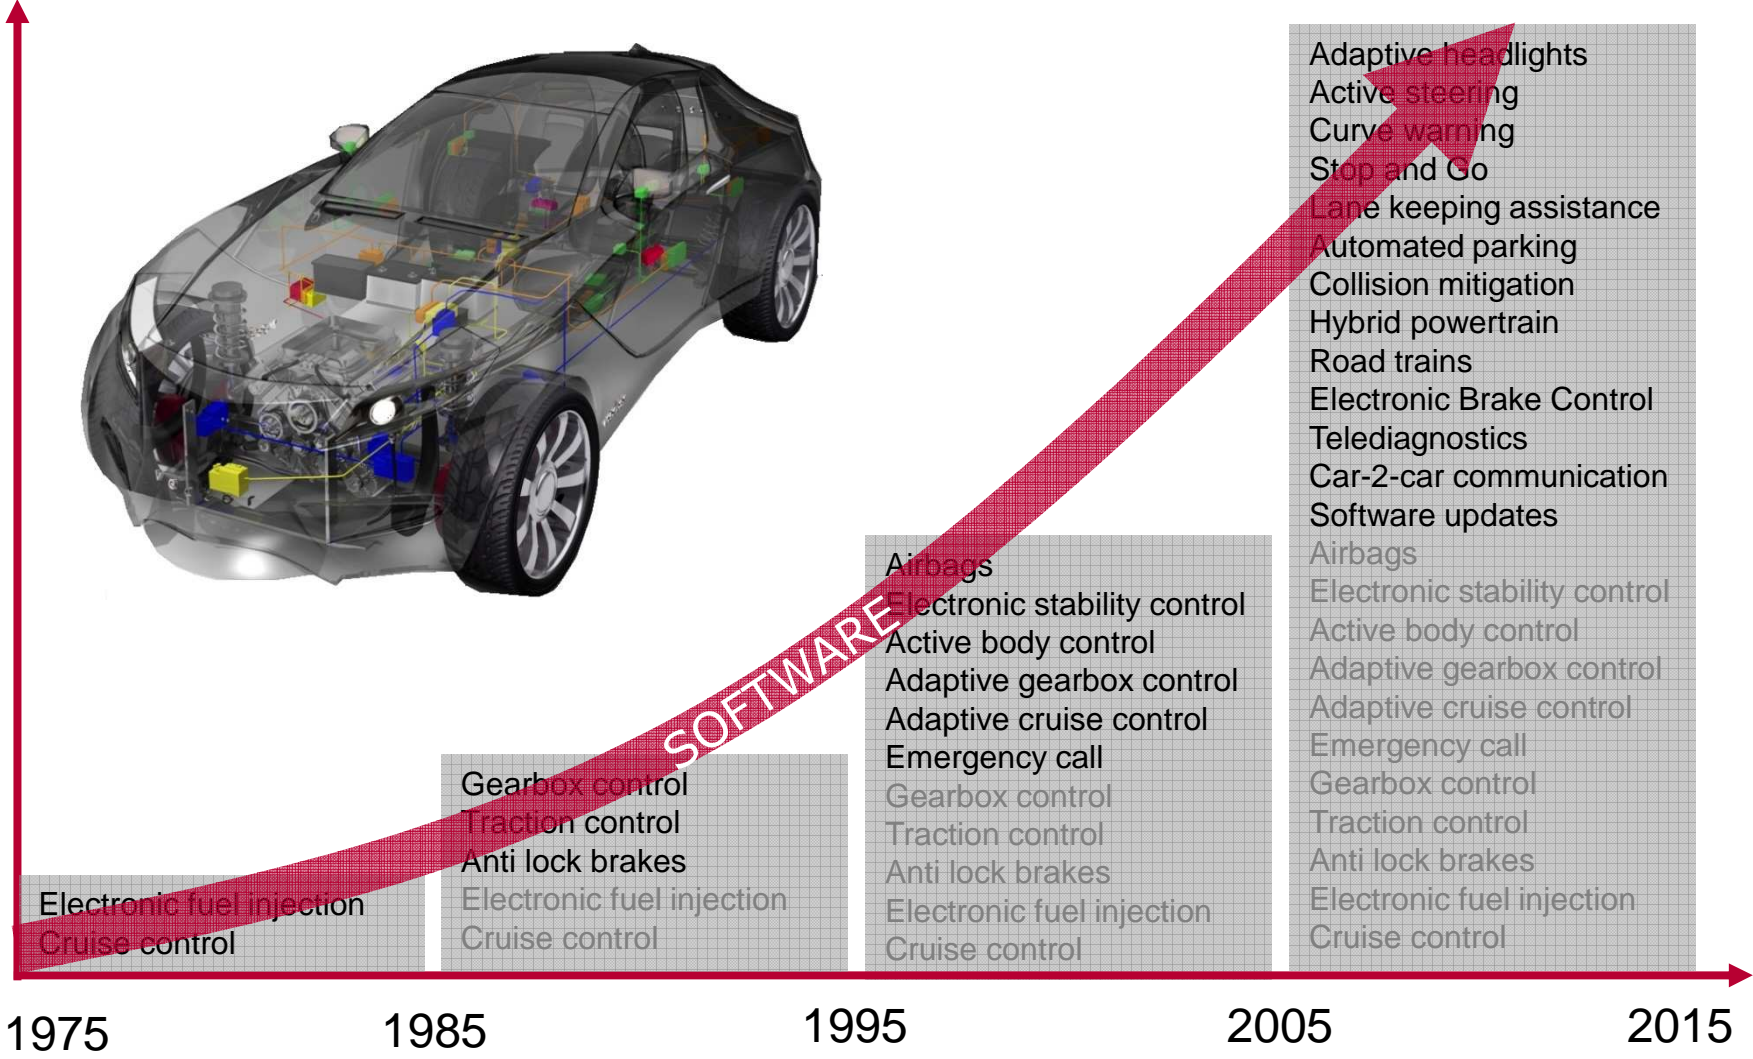 Adaptive headlights
Active steering
Curve warning
Stop and Go
Lane keeping assistance
Automated parking
Collision mitigation
Hybrid powertrain
Road trains
Electronic Brake Control
Telediagnostics
Car-2-car communication
Software updates
Airbags
Electronic stability control
Active body control
Adaptive gearbox control
Adaptive cruise control
Emergency call
Gearbox control
Traction control
Anti lock brakes
Electronic fuel injection
Cruise control
Airbags
Electronic stability control
Active body control
Adaptive gearbox control
Adaptive cruise control
Emergency call
Gearbox control
Traction control
Anti lock brakes
Electronic fuel injection
Cruise control
SOFTWARE
Gearbox control
Traction control
Anti lock brakes
Electronic fuel injection
Cruise control
Electronic fuel injection
Cruise control
1975
1985
1995
2005
2015